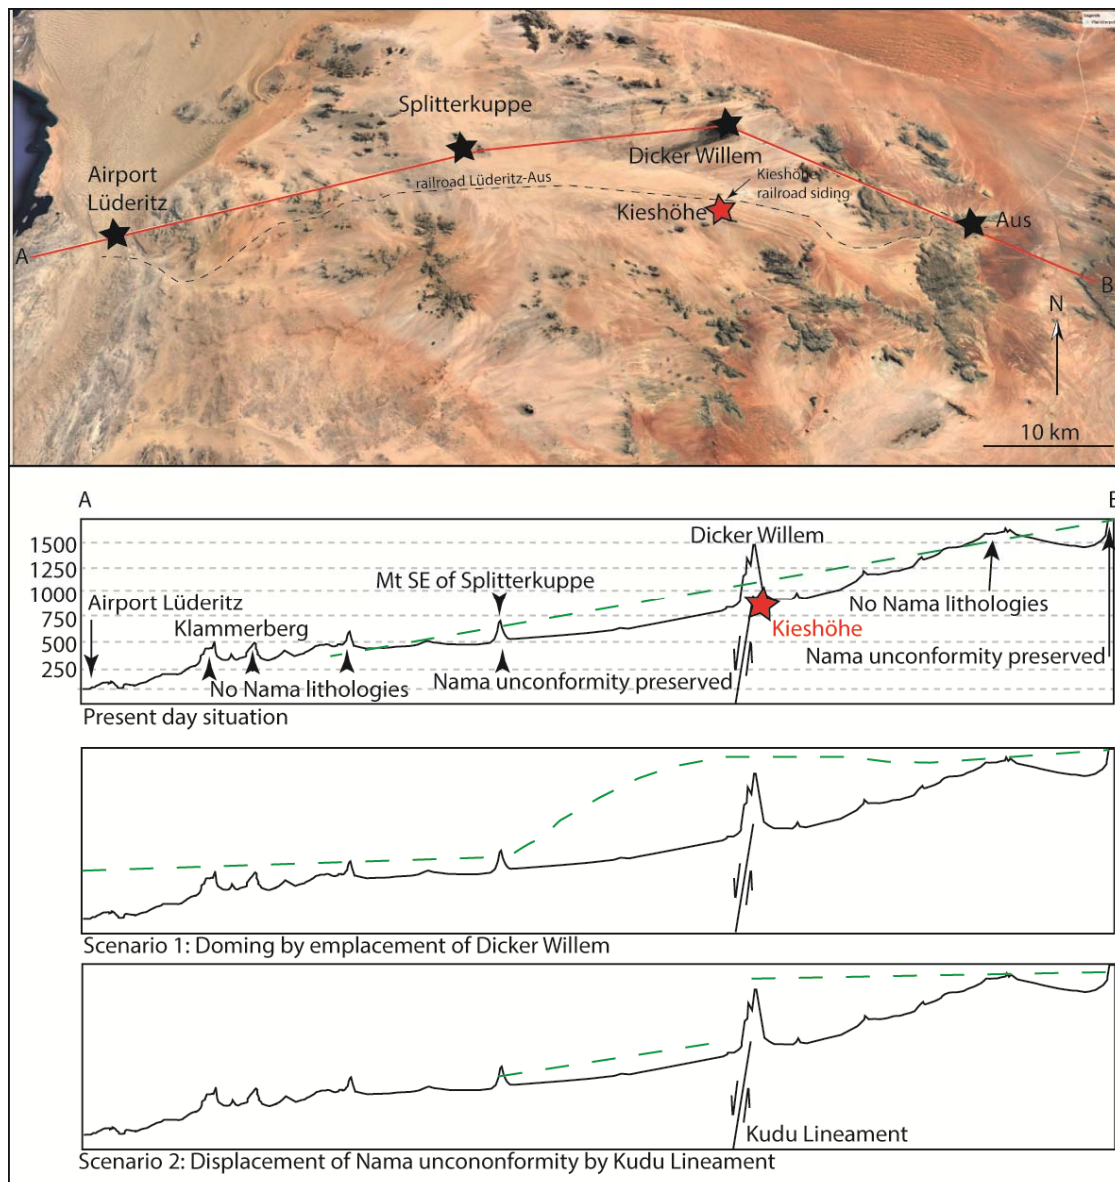 Splitterkuppe
Airport
Lüderitz
Dicker Willem
railroad Lüderitz-Aus
Kieshöhe
railroad siding
Kieshöhe
Aus
A
B
N
10 km
A
B
1500
1250
1000
750
500
250
Dicker Willem
Mt SE of Splitterkuppe
Airport Lüderitz
Klammerberg
No Nama lithologies
Kieshöhe
No Nama lithologies
Nama unconformity preserved
Nama unconformity preserved
Present day situation
Scenario 1: Doming by emplacement of Dicker Willem
Kudu Lineament
Scenario 2: Displacement of Nama uncononformity by Kudu Lineament